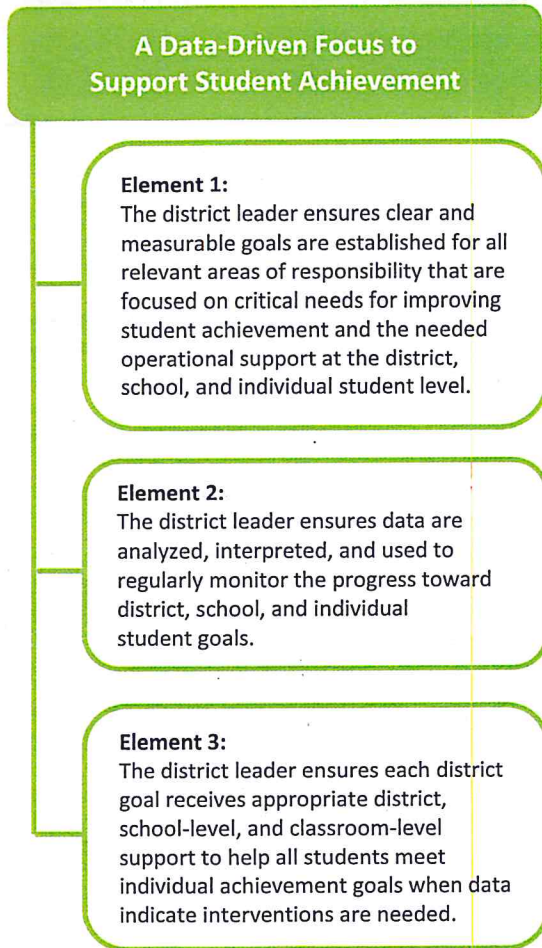 A Data-Driven Focus to
Support Student Achievement
Element 1:
The district leader ensures clear and
measurable goals are established for all
relevant areas of responsibility that are
focused on critical needs for improving
student achievement and the needed
operational support at the district,
school, and individual student level.
Element 2:
The district leader ensures data are
analyzed, interpreted, and used to
regularly monitor the progress toward
district, school, and individual
student goals.
Element 3:
The district leader ensures each district
goal receives appropriate district,
school-level, and classroom-level
support to help all students meet
individual achievement goals when data
indicate interventions are needed.